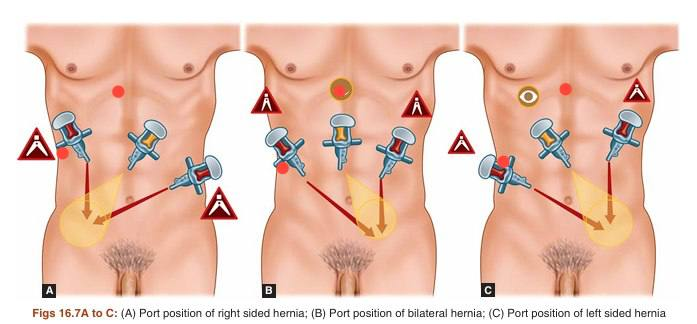 A
B
C
Figs 16.7A to C: (A) Port position of right sided hernia; (B) Port position of bilateral hernia; (C) Port position of left sided hernia